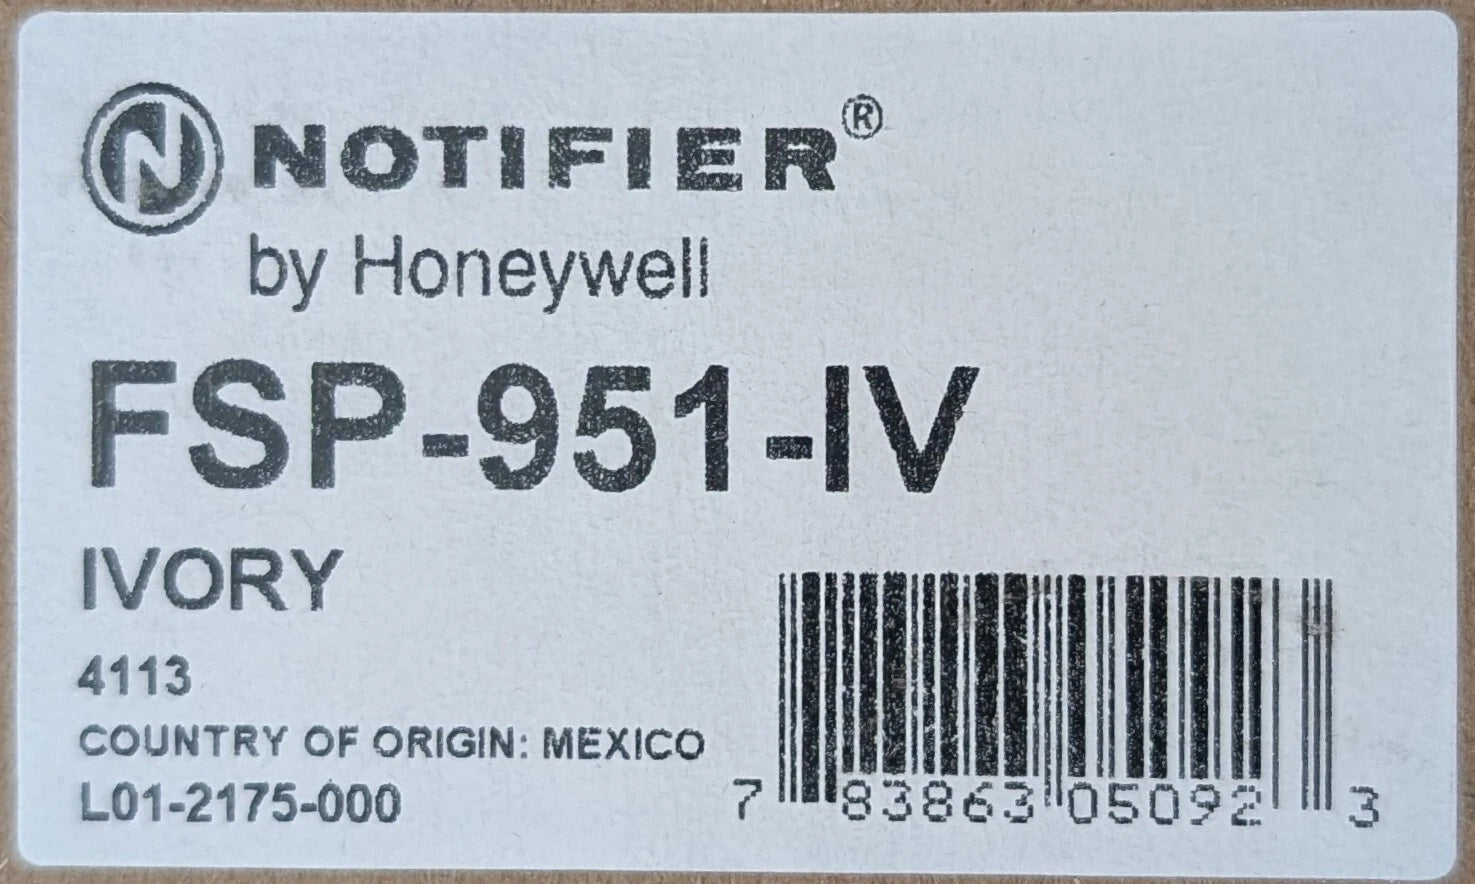 NOTIFIER®
by Honeywell
FSP-951-IV
IVORY
4113
COUNTRY OF ORIGIN: MEXICO
L01-2175-000
7 83863 05092 3